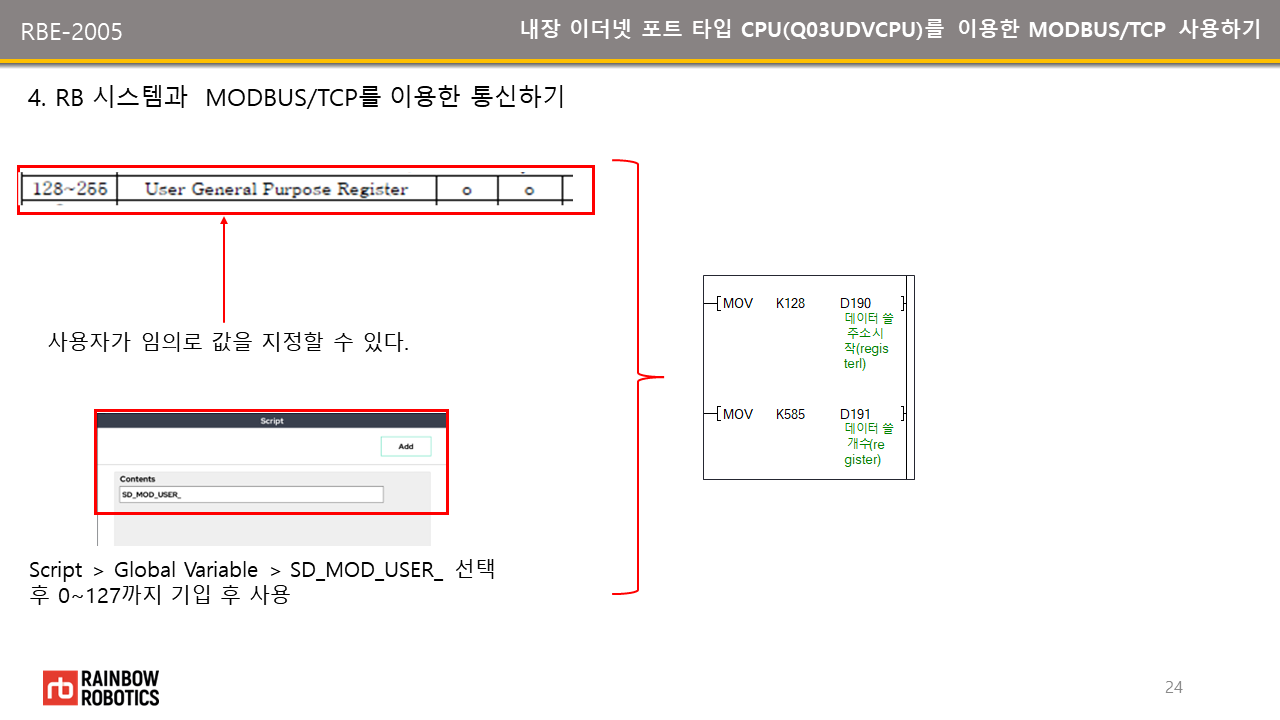 RBE-2005
내장 이더넷 포트 타입 CPU(Q03UDVCPU)를 이용한 MODBUS/TCP 사용하기
4. RB 시스템과 MODBUS/TCP를 이용한 통신하기
128~255 User General Purpose Register o o
사용자가 임의로 값을 지정할 수 있다.
Script
Add
Contents
SD_MOD_USER_
Script > Global Variable > SD_MOD_USER_ 선택
후 0~127까지 기입 후 사용
[MOV K128 D190 ]
데이터 쓸
주소시
작(regis
terl)
[MOV K585 D191 ]
데이터 쓸
개수(re
gister)
rb RAINBOW
ROBOTICS
24